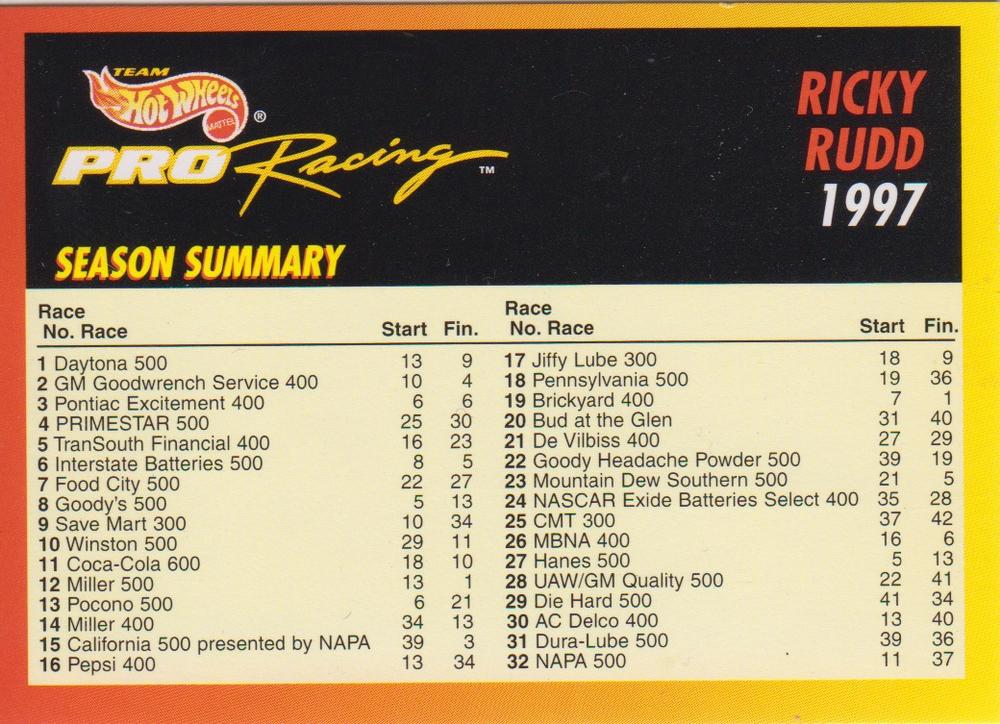 TEAM
Hot Wheels ®
MATTEL
PRO Racing ™
RICKY
RUDD
1997
SEASON SUMMARY
Race
No. Race Start Fin.
1 Daytona 500 13 9
2 GM Goodwrench Service 400 10 4
3 Pontiac Excitement 400 6 6
4 PRIMESTAR 500 25 30
5 TranSouth Financial 400 16 23
6 Interstate Batteries 500 8 5
7 Food City 500 22 27
8 Goody's 500 5 13
9 Save Mart 300 10 34
10 Winston 500 29 11
11 Coca-Cola 600 18 10
12 Miller 500 13 1
13 Pocono 500 6 21
14 Miller 400 34 13
15 California 500 presented by NAPA 39 3
16 Pepsi 400 13 34
Race
No. Race Start Fin.
17 Jiffy Lube 300 18 9
18 Pennsylvania 500 19 36
19 Brickyard 400 7 1
20 Bud at the Glen 31 40
21 De Vilbiss 400 27 29
22 Goody Headache Powder 500 39 19
23 Mountain Dew Southern 500 21 5
24 NASCAR Exide Batteries Select 400 35 28
25 CMT 300 37 42
26 MBNA 400 16 6
27 Hanes 500 5 13
28 UAW/GM Quality 500 22 41
29 Die Hard 500 41 34
30 AC Delco 400 13 40
31 Dura-Lube 500 39 36
32 NAPA 500 11 37